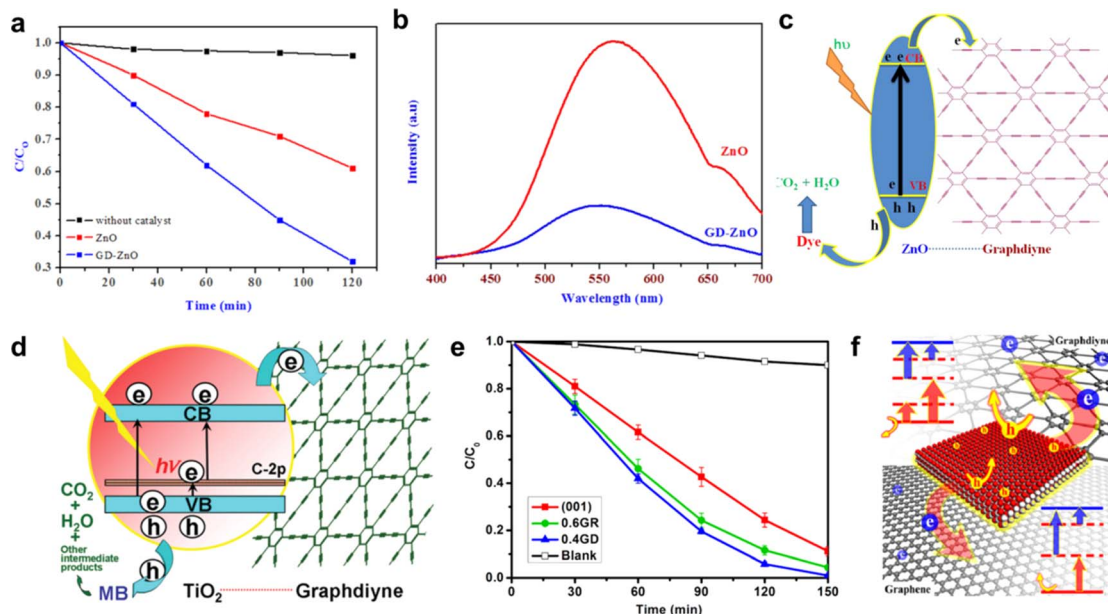 a
1.0
0.9
0.8
0.7
0.6
0.5
0.4
0.3
C/C₀
without catalyst
ZnO
GD-ZnO
0 20 40 60 80 100 120
Time (min)
b
Intensity (a.u)
ZnO
GD-ZnO
400 450 500 550 600 650 700
Wavelength (nm)
c
hυ
e
e e CB
e VB
h h
h
CO₂ + H₂O
Dye
ZnO Graphdiyne
d
e
e e
CB
hν e C-2p
e VB
h h
h
CO₂
+
H₂O
+
Other
intermediate
products
MB
TiO₂ Graphdiyne
e
1.0
0.8
0.6
0.4
0.2
0.0
C/C₀
(001)
0.6GR
0.4GD
Blank
0 30 60 90 120 150
Time (min)
f
Graphdiyne
e
e
e
h
h
e
Graphene